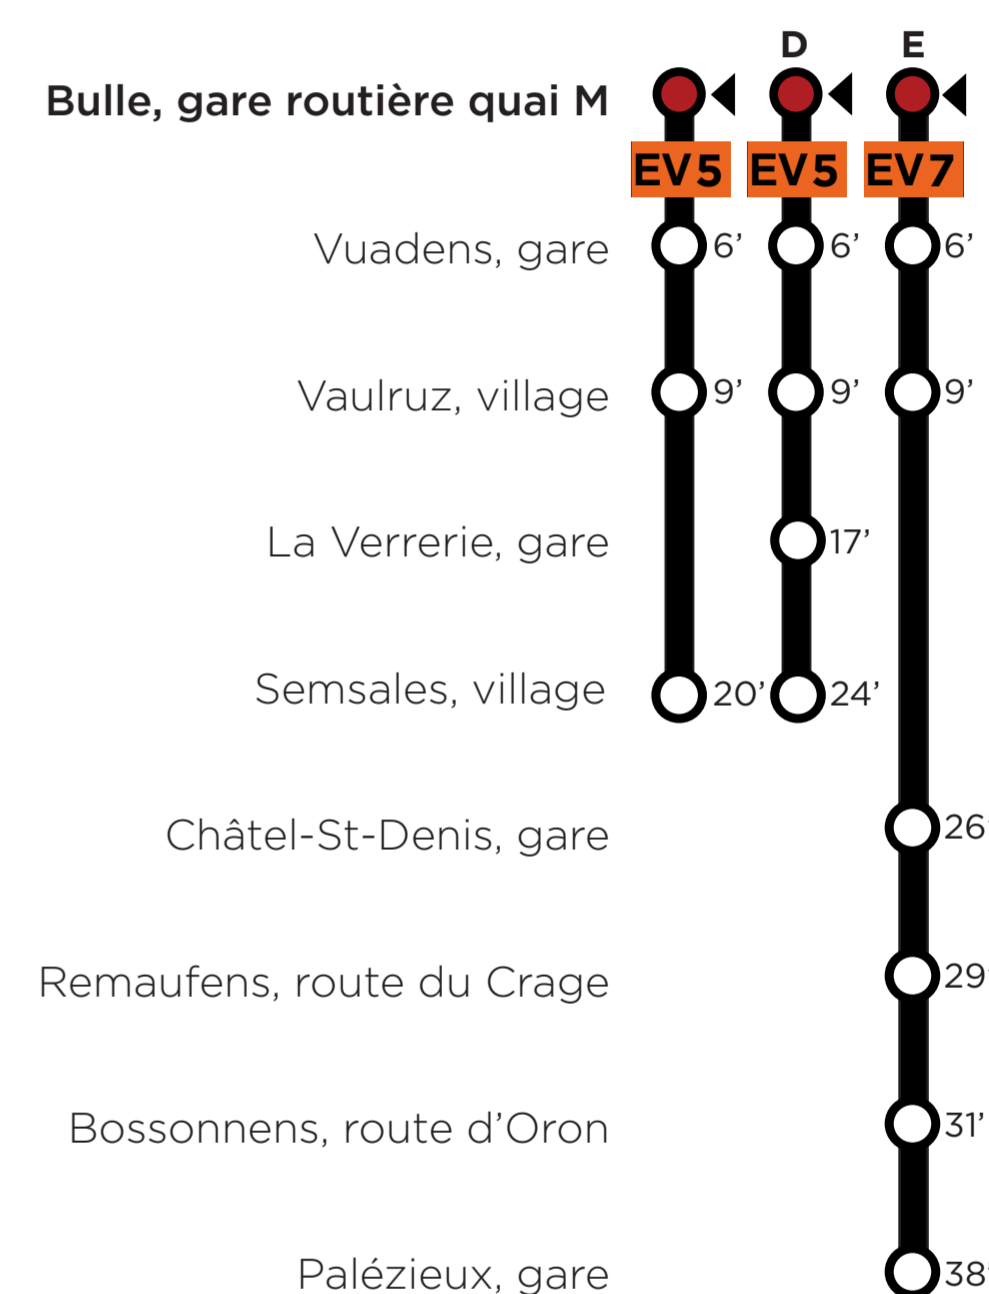 D E
Bulle, gare routière quai M
EV5 EV5 EV7
Vuadens, gare 6’ 6’ 6’
Vaulruz, village 9’ 9’ 9’
La Verrerie, gare 17’
Semsales, village 20’ 24’
Châtel-St-Denis, gare 26’
Remaufens, route du Crage 29’
Bossonnens, route d’Oron 31’
Palézieux, gare 38’